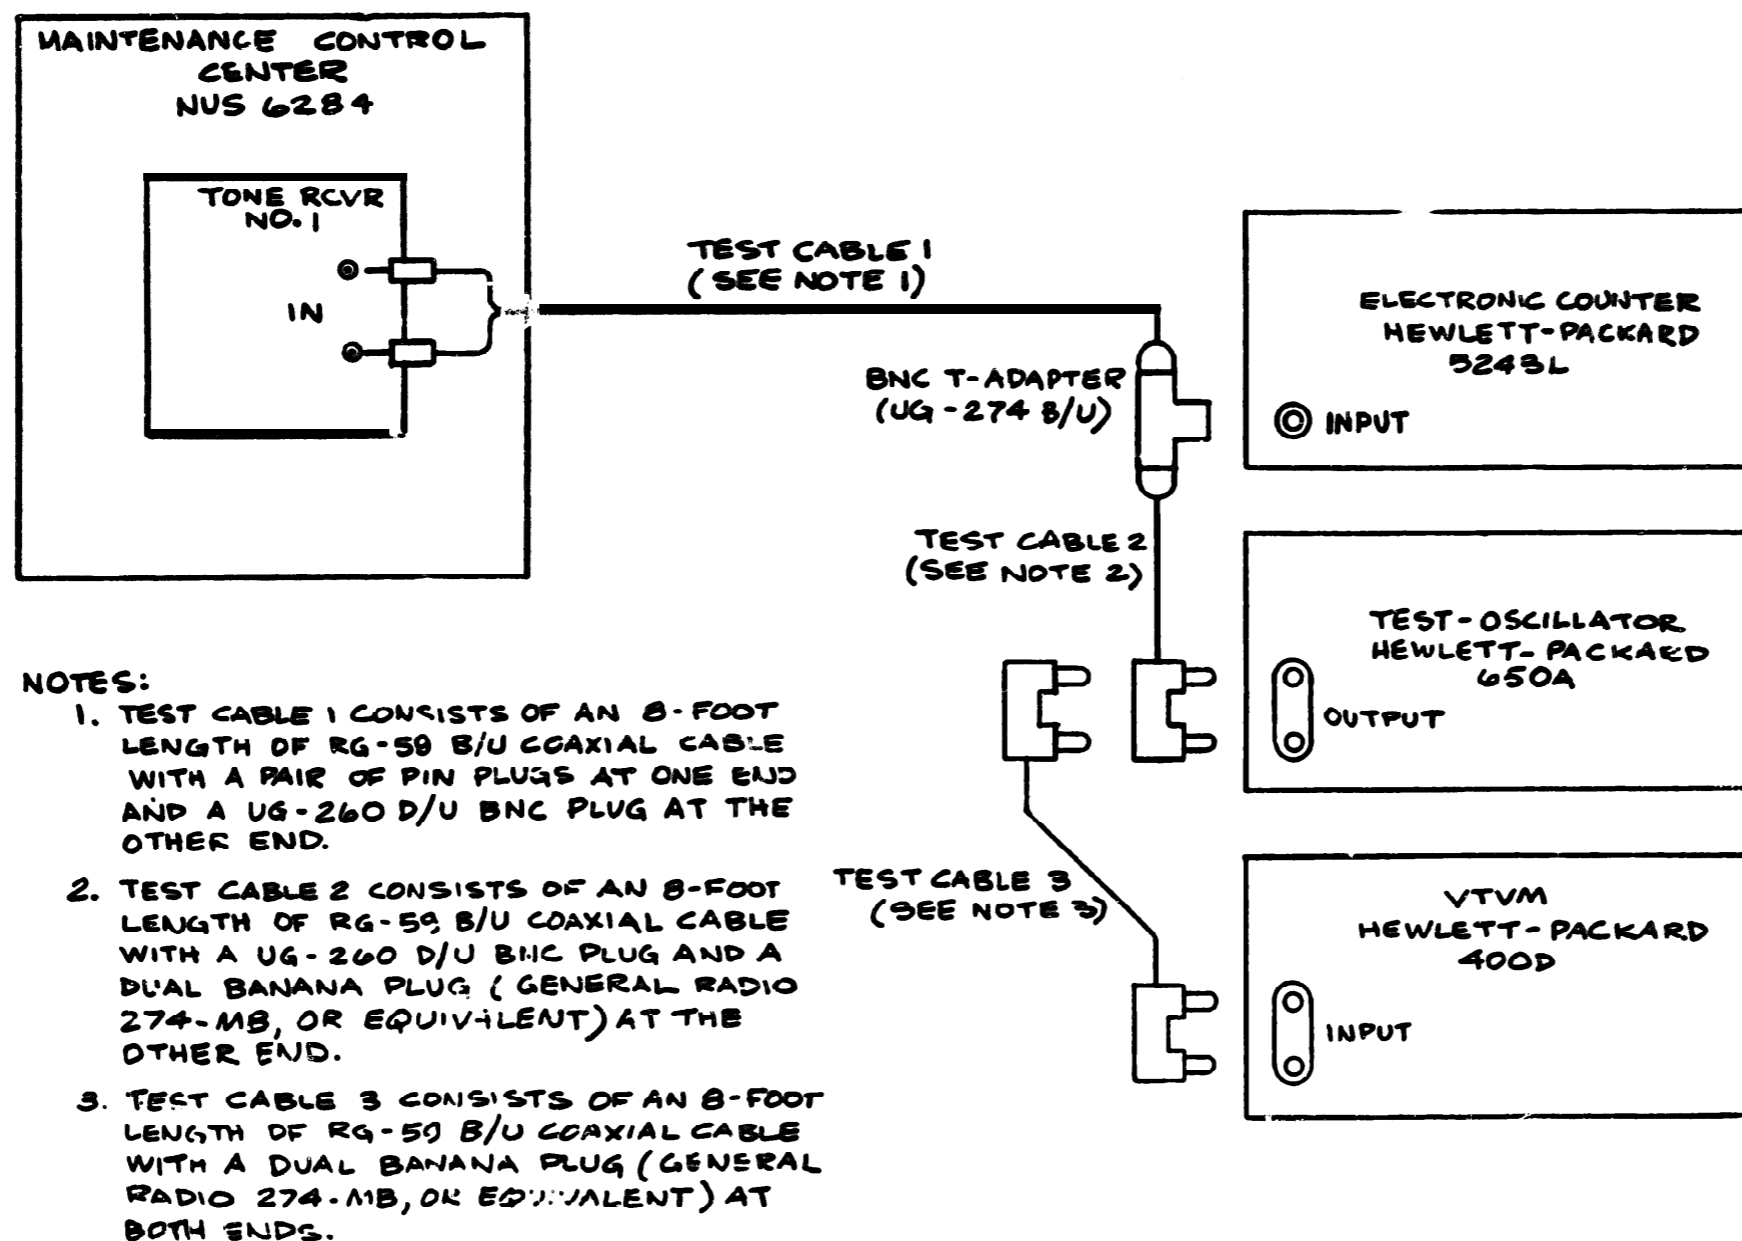 MAINTENANCE CONTROL
CENTER
NUS 6284
TONE RCVR
NO. 1
IN
TEST CABLE 1
(SEE NOTE 1)
BNC T-ADAPTER
(UG-274 B/U)
ELECTRONIC COUNTER
HEWLETT-PACKARD
5243L
INPUT
TEST CABLE 2
(SEE NOTE 2)
TEST-OSCILLATOR
HEWLETT-PACKARD
650A
OUTPUT
TEST CABLE 3
(SEE NOTE 3)
VTVM
HEWLETT-PACKARD
400D
INPUT
NOTES:
1. TEST CABLE 1 CONSISTS OF AN 8-FOOT
LENGTH OF RG-59 B/U COAXIAL CABLE
WITH A PAIR OF PIN PLUGS AT ONE END
AND A UG-260 D/U BNC PLUG AT THE
OTHER END.
2. TEST CABLE 2 CONSISTS OF AN 8-FOOT
LENGTH OF RG-59 B/U COAXIAL CABLE
WITH A UG-260 D/U BNC PLUG AND A
DUAL BANANA PLUG (GENERAL RADIO
274-MB, OR EQUIVALENT) AT THE
OTHER END.
3. TEST CABLE 3 CONSISTS OF AN 8-FOOT
LENGTH OF RG-59 B/U COAXIAL CABLE
WITH A DUAL BANANA PLUG (GENERAL
RADIO 274-MB, OR EQUIVALENT) AT
BOTH ENDS.